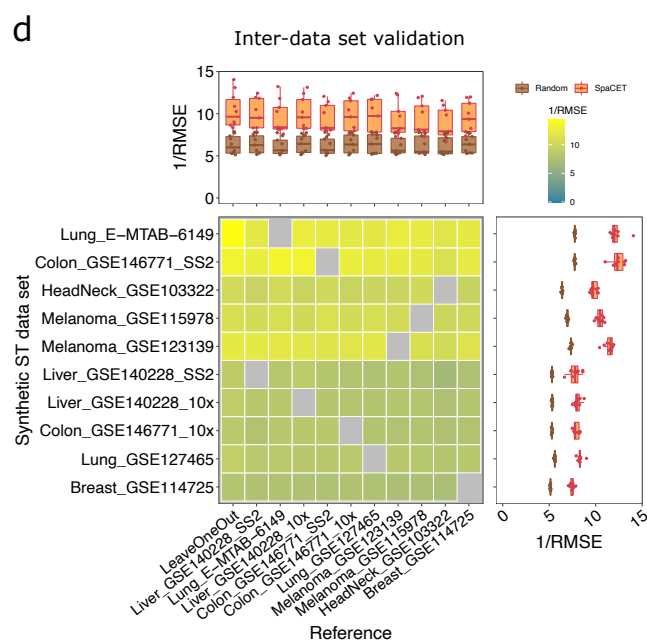 d
Inter-data set validation
1/RMSE
15
10
5
0
Random
SpaCET
1/RMSE
10
5
0
Synthetic ST data set
Lung_E−MTAB−6149
Colon_GSE146771_SS2
HeadNeck_GSE103322
Melanoma_GSE115978
Melanoma_GSE123139
Liver_GSE140228_SS2
Liver_GSE140228_10x
Colon_GSE146771_10x
Lung_GSE127465
Breast_GSE114725
LeaveOneOut
Liver_GSE140228_SS2
Lung_E−MTAB−6149
Liver_GSE140228_10x
Colon_GSE146771_SS2
Colon_GSE146771_10x
Lung_GSE127465
Melanoma_GSE123139
Melanoma_GSE115978
HeadNeck_GSE103322
Breast_GSE114725
Reference
0
5
10
15
1/RMSE